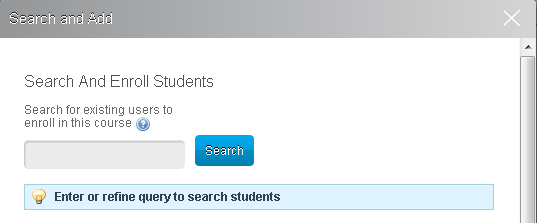 Search and Add
Search And Enroll Students
Search for existing users to
enroll in this course
Search
Enter or refine query to search students